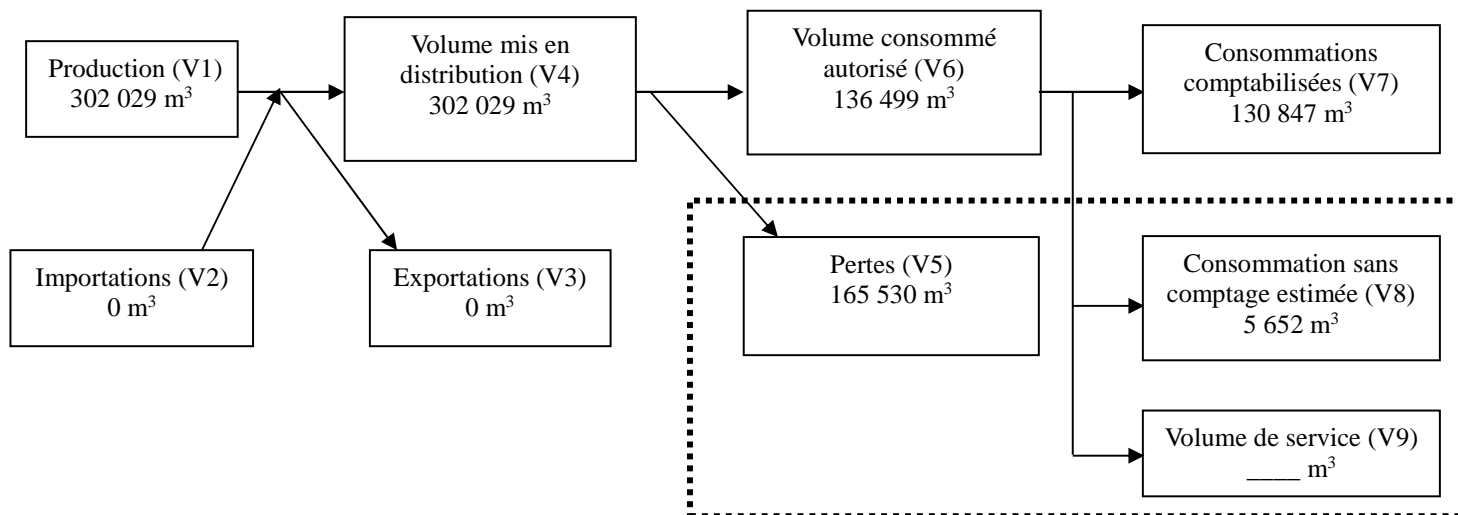 Production (V1)
302 029 m³
Volume mis en
distribution (V4)
302 029 m³
Volume consommé
autorisé (V6)
136 499 m³
Consommations
comptabilisées (V7)
130 847 m³
Importations (V2)
0 m³
Exportations (V3)
0 m³
Pertes (V5)
165 530 m³
Consommation sans
comptage estimée (V8)
5 652 m³
Volume de service (V9)
____ m³